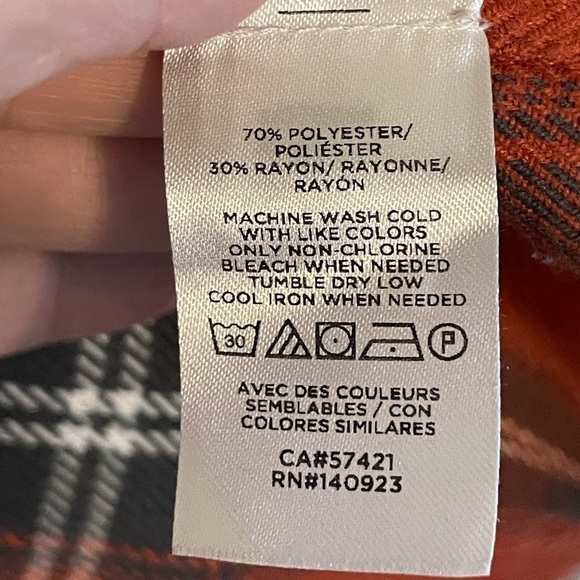 70% POLYESTER/
POLIÉSTER
30% RAYON/ RAYONNE/
RAYÓN
MACHINE WASH COLD
WITH LIKE COLORS
ONLY NON-CHLORINE
BLEACH WHEN NEEDED
TUMBLE DRY LOW
COOL IRON WHEN NEEDED
30 P
AVEC DES COULEURS
SEMBLABLES / CON
COLORES SIMILARES
CA#57421
RN#140923